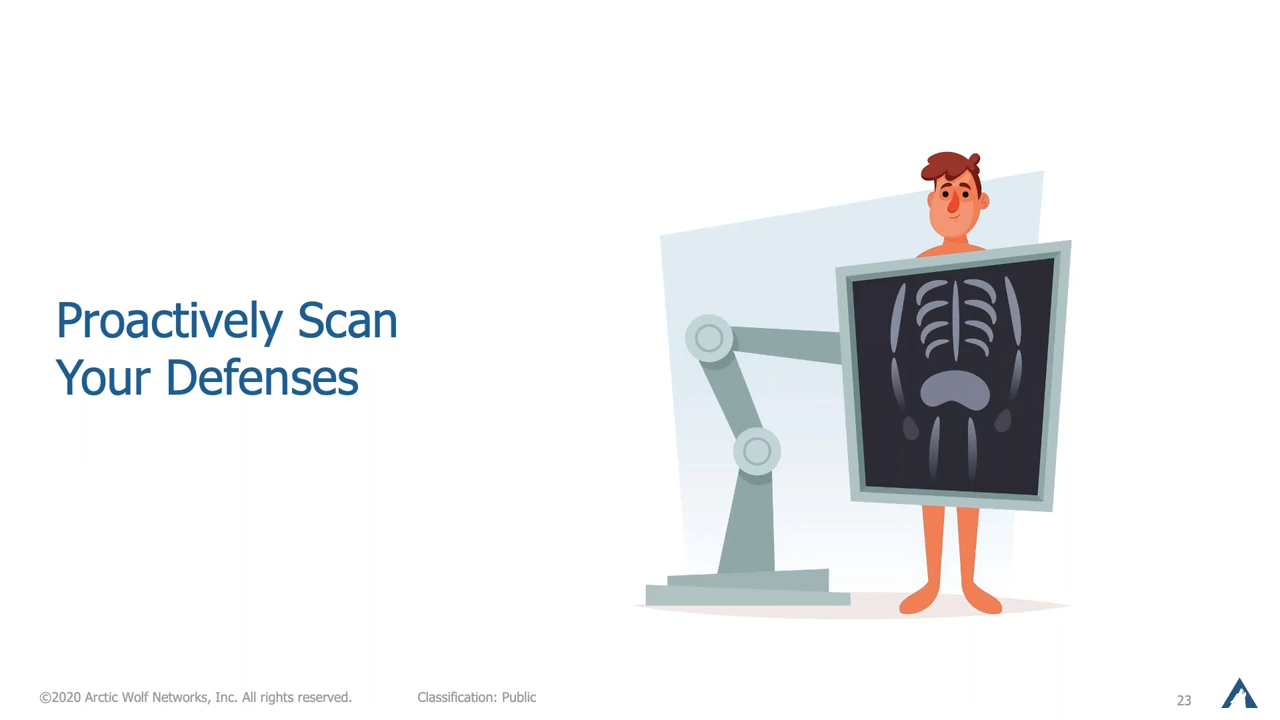 Proactively Scan
Your Defenses
©2020 Arctic Wolf Networks, Inc. All rights reserved. Classification: Public
23